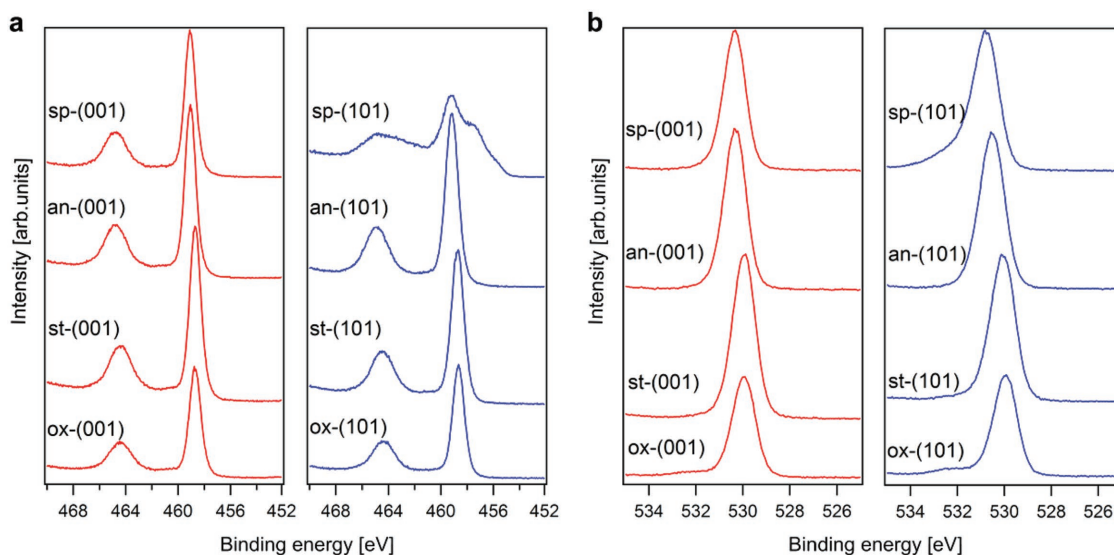 a
b
Intensity [arb.units]
sp-(001)
an-(001)
st-(001)
ox-(001)
468 464 460 456 452
sp-(101)
an-(101)
st-(101)
ox-(101)
468 464 460 456 452
Binding energy [eV]
Intensity [arb.units]
sp-(001)
an-(001)
st-(001)
ox-(001)
534 532 530 528 526
sp-(101)
an-(101)
st-(101)
ox-(101)
534 532 530 528 526
Binding energy [eV]